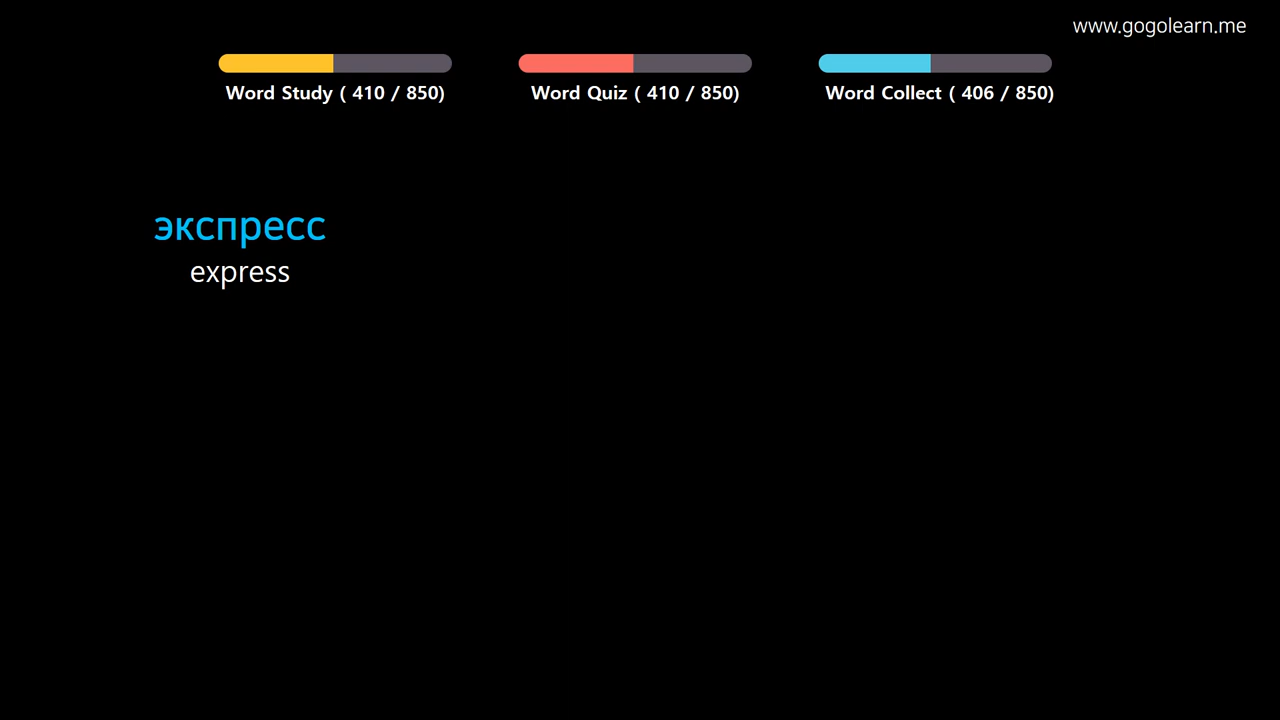 www.gogolearn.me
Word Study ( 410 / 850)
Word Quiz ( 410 / 850)
Word Collect ( 406 / 850)
экспресс
express